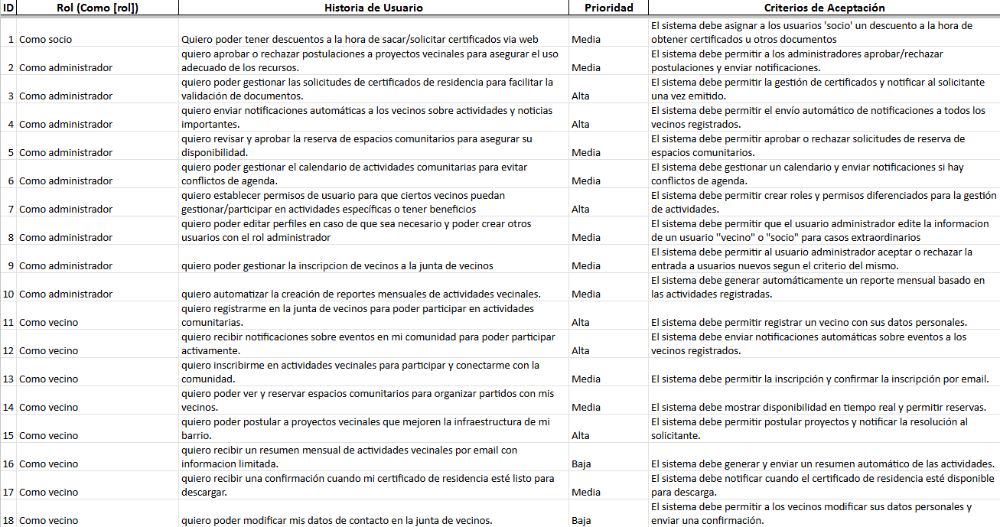 ID Rol (Como [rol]) Historia de Usuario Prioridad Criterios de Aceptación
1 Como socio Quiero poder tener descuentos a la hora de sacar/solicitar certificados via web Media El sistema debe asignar a los usuarios 'socio' un descuento a la hora de
obtener certificados u otros documentos
2 Como administrador quiero aprobar o rechazar postulaciones a proyectos vecinales para asegurar el uso
adecuado de los recursos. Media El sistema debe permitir a los administradores aprobar/rechazar
postulaciones y enviar notificaciones.
3 Como administrador quiero poder gestionar las solicitudes de certificados de residencia para facilitar la
validación de documentos. Alta El sistema debe permitir la gestión de certificados y notificar al solicitante
una vez emitido.
4 Como administrador quiero enviar notificaciones automáticas a los vecinos sobre actividades y noticias
importantes. Alta El sistema debe permitir el envío automático de notificaciones a todos los
vecinos registrados.
5 Como administrador quiero revisar y aprobar la reserva de espacios comunitarios para asegurar su
disponibilidad. Media El sistema debe permitir aprobar o rechazar solicitudes de reserva de
espacios comunitarios.
6 Como administrador quiero poder gestionar el calendario de actividades comunitarias para evitar
conflictos de agenda. Media El sistema debe gestionar un calendario y enviar notificaciones si hay
conflictos de agenda.
7 Como administrador quiero establecer permisos de usuario para que ciertos vecinos puedan
gestionar/participar en actividades específicas o tener beneficios Alta El sistema debe permitir crear roles y permisos diferenciados para la gestión
de actividades.
8 Como administrador quiero poder editar perfiles en caso de que sea necesario y poder crear otros
usuarios con el rol administrador Media El sistema debe permitir que el usuario administrador edite la informacion
de un usuario "vecino" o "socio" para casos extraordinarios
9 Como administrador quiero poder gestionar la inscripcion de vecinos a la junta de vecinos Media El sistema debe permitir al usuario administrador aceptar o rechazar la
entrada a usuarios nuevos segun el criterio del mismo.
10 Como administrador quiero automatizar la creación de reportes mensuales de actividades vecinales. Media El sistema debe generar automáticamente un reporte mensual basado en
las actividades registradas.
11 Como vecino quiero registrarme en la junta de vecinos para poder participar en actividades
comunitarias. Alta El sistema debe permitir registrar un vecino con sus datos personales.
12 Como vecino quiero recibir notificaciones sobre eventos en mi comunidad para poder participar
activamente. Alta El sistema debe enviar notificaciones automáticas sobre eventos a los
vecinos registrados.
13 Como vecino quiero inscribirme en actividades vecinales para participar y conectarme con la
comunidad. Media El sistema debe permitir la inscripción y confirmar la inscripción por email.
14 Como vecino quiero poder ver y reservar espacios comunitarios para organizar partidos con mis
vecinos. Media El sistema debe mostrar disponibilidad en tiempo real y permitir reservas.
15 Como vecino quiero poder postular a proyectos vecinales que mejoren la infraestructura de mi
barrio. Alta El sistema debe permitir postular proyectos y notificar la resolución al
solicitante.
16 Como vecino quiero recibir un resumen mensual de actividades vecinales por email con
informacion limitada. Baja El sistema debe generar y enviar un resumen automático de las actividades.
17 Como vecino quiero recibir una confirmación cuando mi certificado de residencia esté listo para
descargar. Media El sistema debe notificar cuando el certificado de residencia esté disponible
para descarga.
18 Como vecino quiero poder modificar mis datos de contacto en la junta de vecinos. Baja El sistema debe permitir a los vecinos modificar sus datos personales y
enviar una confirmación.